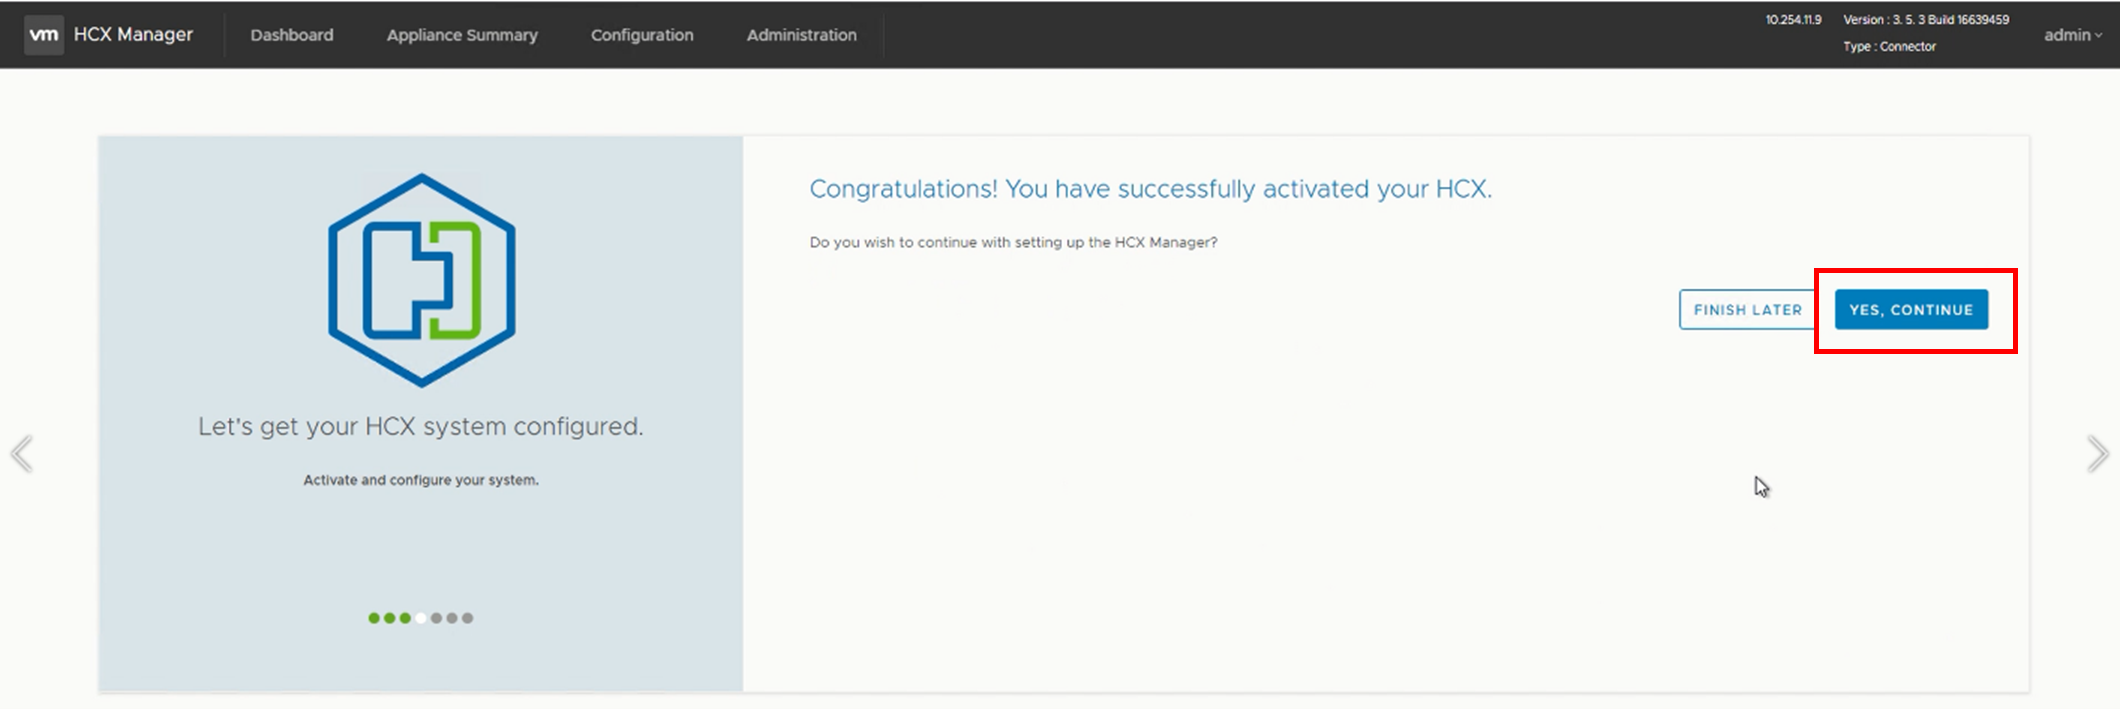 vm HCX Manager Dashboard Appliance Summary Configuration Administration
10.254.11.9 Version : 3. 5. 3 Build 16639459
Type : Connector
admin
Congratulations! You have successfully activated your HCX.
Do you wish to continue with setting up the HCX Manager?
FINISH LATER YES, CONTINUE
Let's get your HCX system configured.
Activate and configure your system.